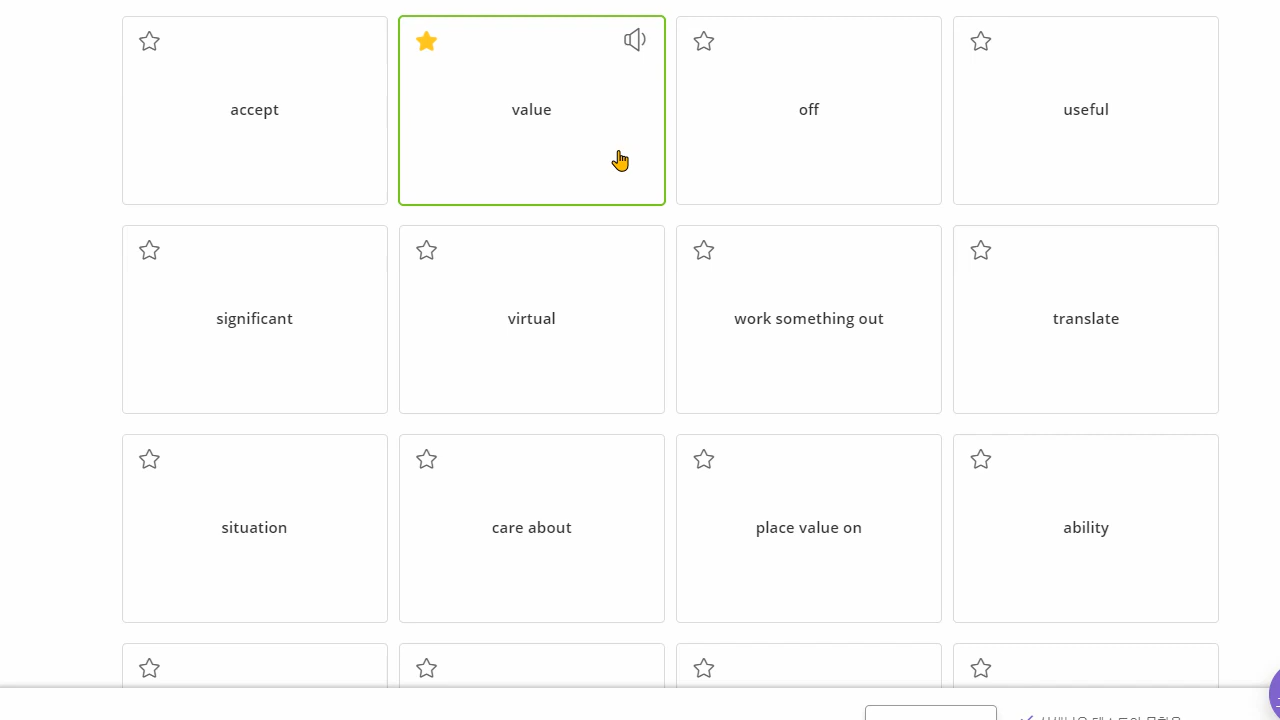 accept
value
off
useful
significant
virtual
work something out
translate
situation
care about
place value on
ability